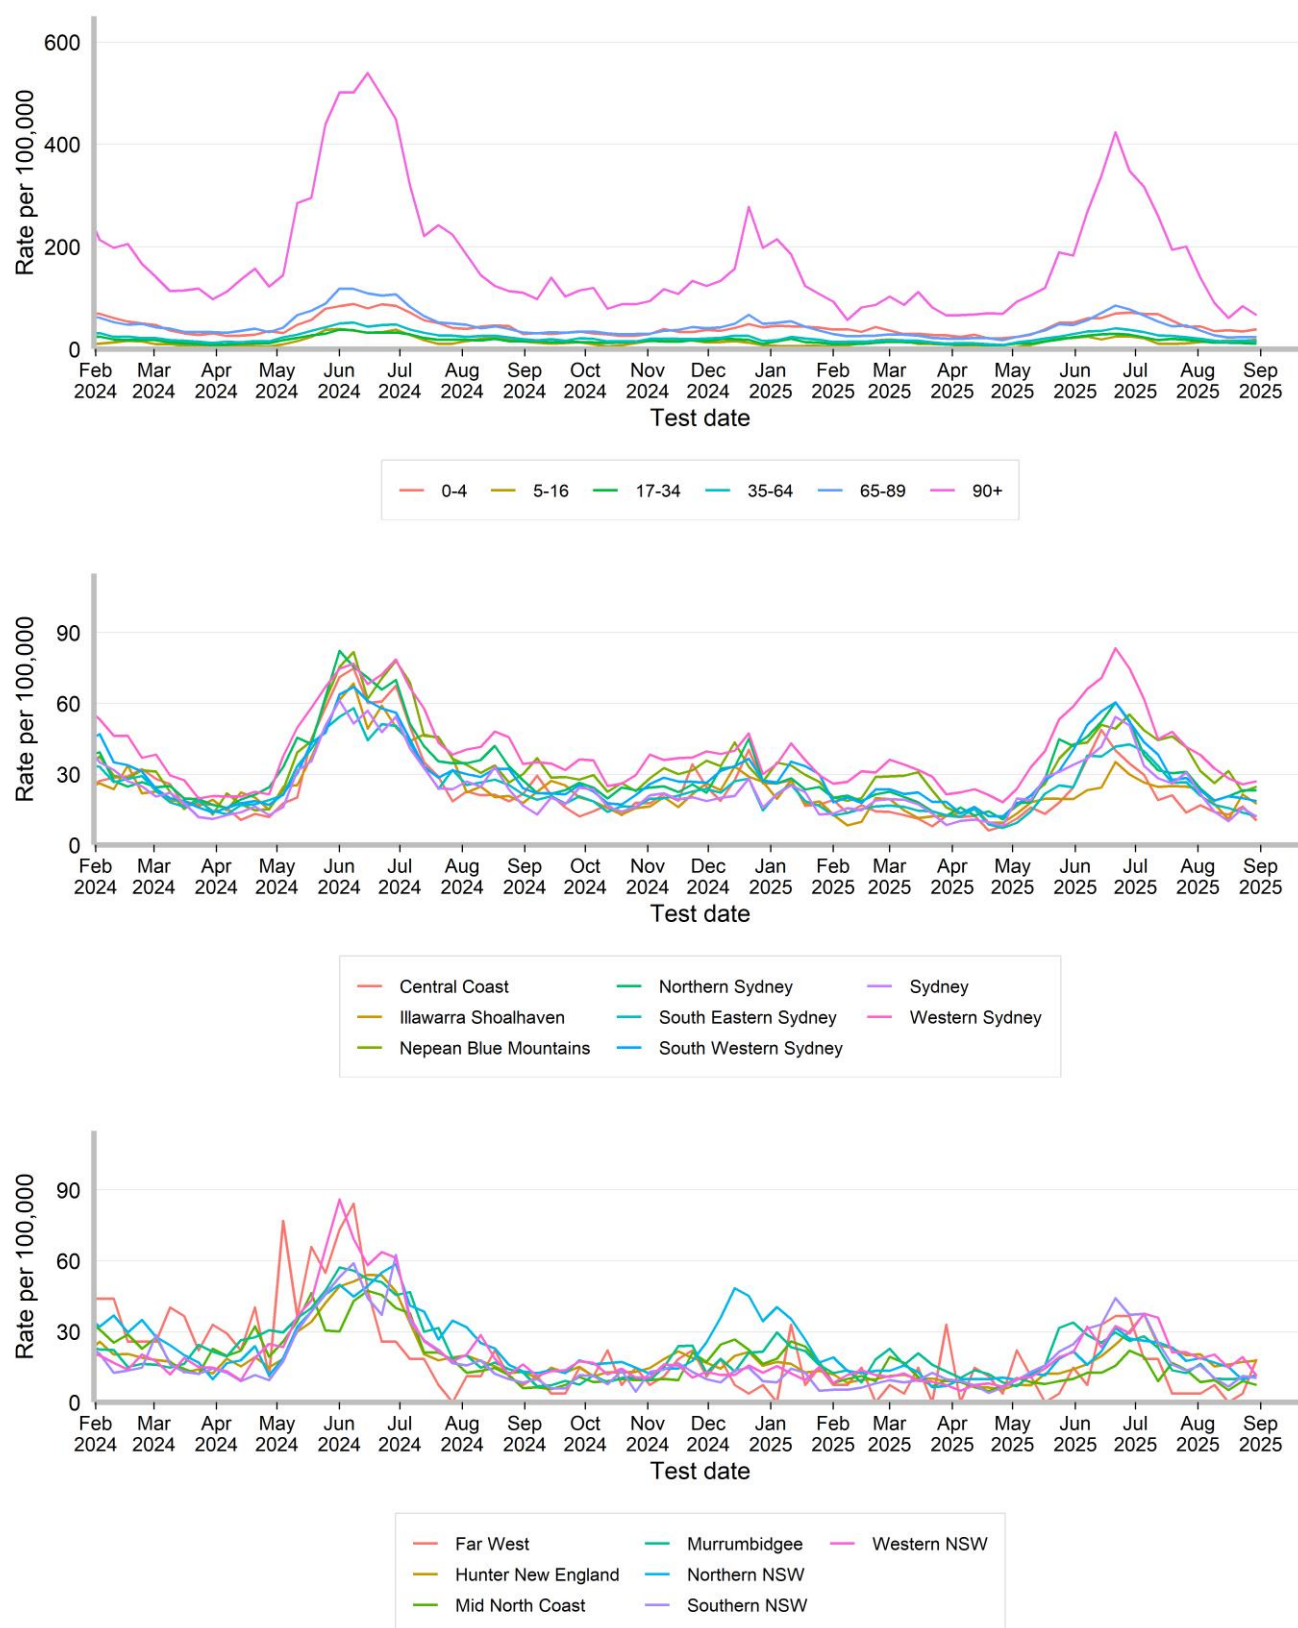 Rate per 100,000
600
400
200
0
Feb Mar Apr May Jun Jul Aug Sep Oct Nov Dec Jan Feb Mar Apr May Jun Jul Aug Sep
2024 2024 2024 2024 2024 2024 2024 2024 2024 2024 2024 2025 2025 2025 2025 2025 2025 2025 2025 2025
Test date
0-4 5-16 17-34 35-64 65-89 90+
Rate per 100,000
90
60
30
0
Feb Mar Apr May Jun Jul Aug Sep Oct Nov Dec Jan Feb Mar Apr May Jun Jul Aug Sep
2024 2024 2024 2024 2024 2024 2024 2024 2024 2024 2024 2025 2025 2025 2025 2025 2025 2025 2025 2025
Test date
Central Coast Northern Sydney Sydney
Illawarra Shoalhaven South Eastern Sydney Western Sydney
Nepean Blue Mountains South Western Sydney
Rate per 100,000
90
60
30
0
Feb Mar Apr May Jun Jul Aug Sep Oct Nov Dec Jan Feb Mar Apr May Jun Jul Aug Sep
2024 2024 2024 2024 2024 2024 2024 2024 2024 2024 2024 2025 2025 2025 2025 2025 2025 2025 2025 2025
Test date
Far West Murrumbidgee Western NSW
Hunter New England Northern NSW
Mid North Coast Southern NSW